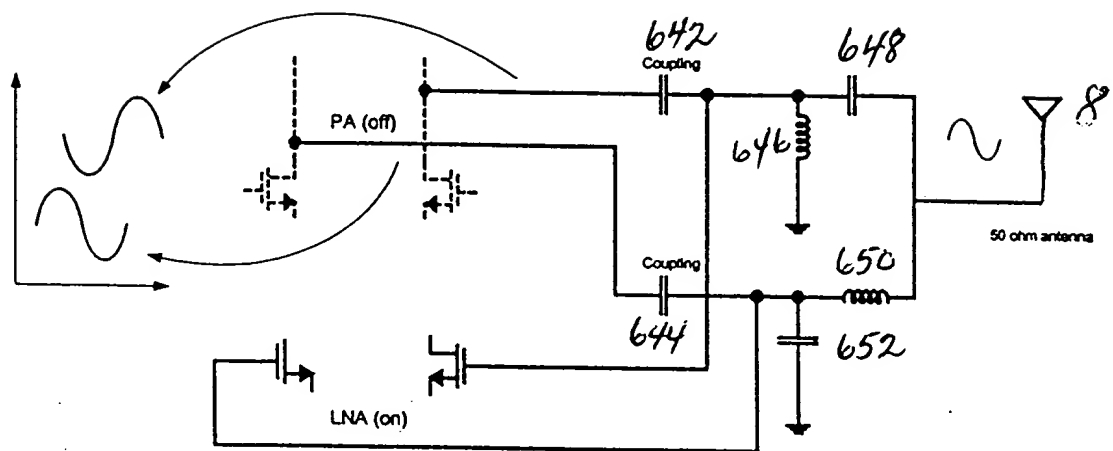 642
Coupling
648
PA (off)
646
8
50 ohm antenna
Coupling
650
644
652
LNA (on)